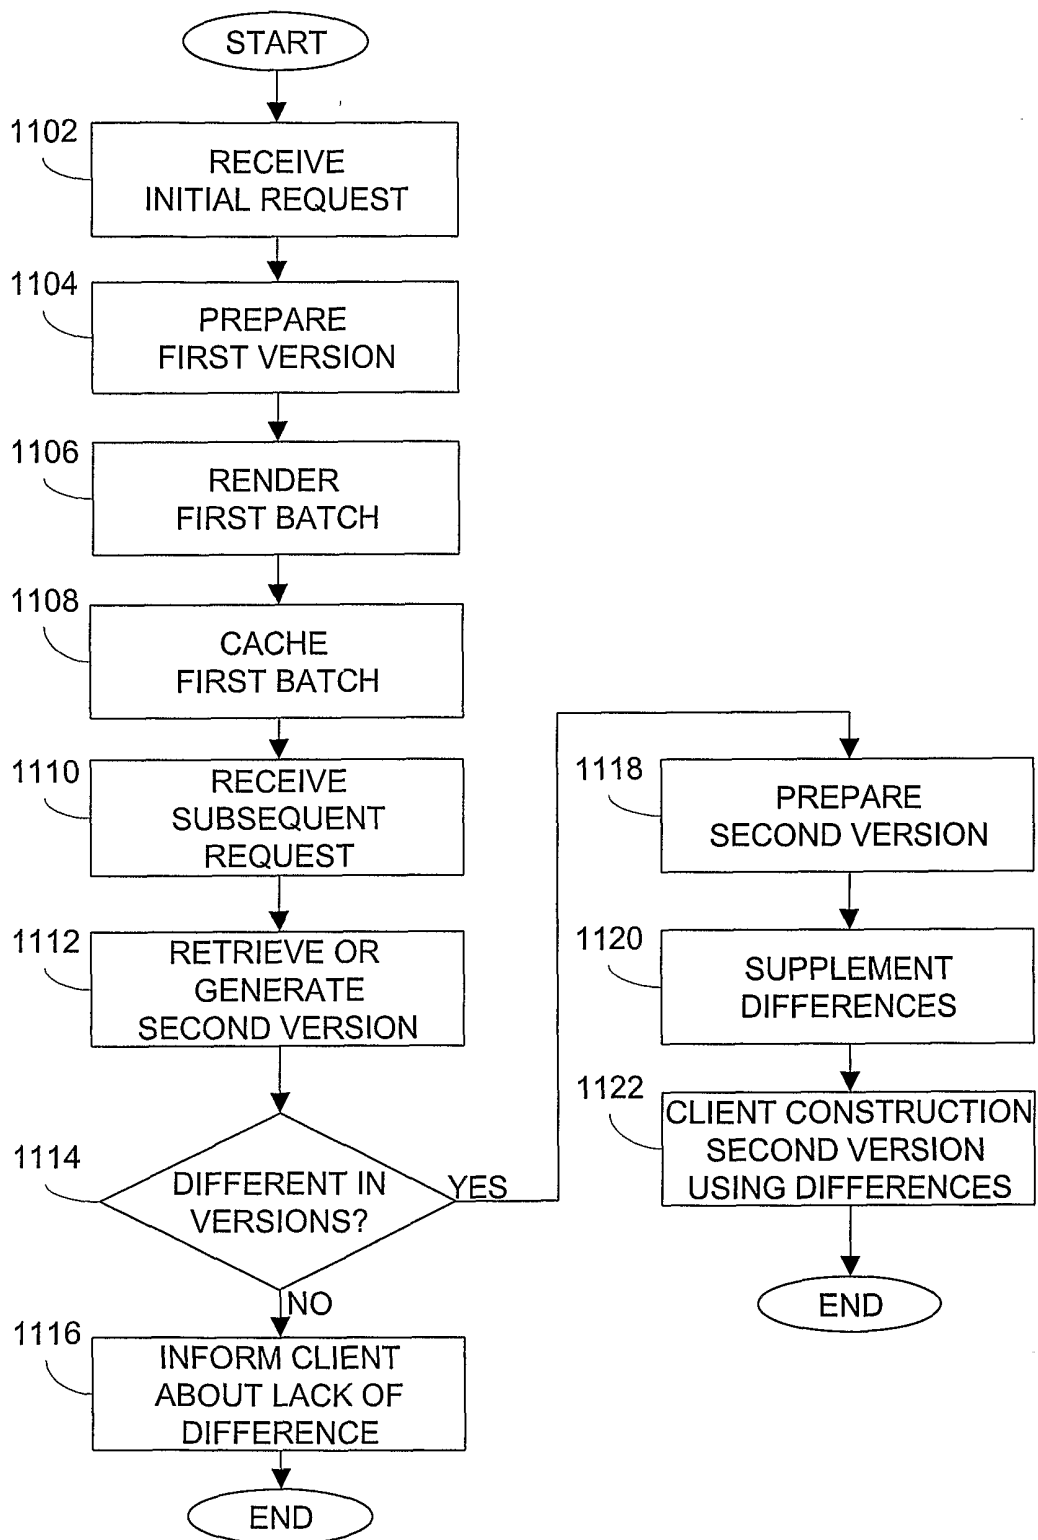 START
1102
RECEIVE
INITIAL REQUEST
1104
PREPARE
FIRST VERSION
1106
RENDER
FIRST BATCH
1108
CACHE
FIRST BATCH
1110
RECEIVE
SUBSEQUENT
REQUEST
1112
RETRIEVE OR
GENERATE
SECOND VERSION
1114
DIFFERENT IN
VERSIONS?
YES
NO
1116
INFORM CLIENT
ABOUT LACK OF
DIFFERENCE
END
1118
PREPARE
SECOND VERSION
1120
SUPPLEMENT
DIFFERENCES
1122
CLIENT CONSTRUCTION
SECOND VERSION
USING DIFFERENCES
END